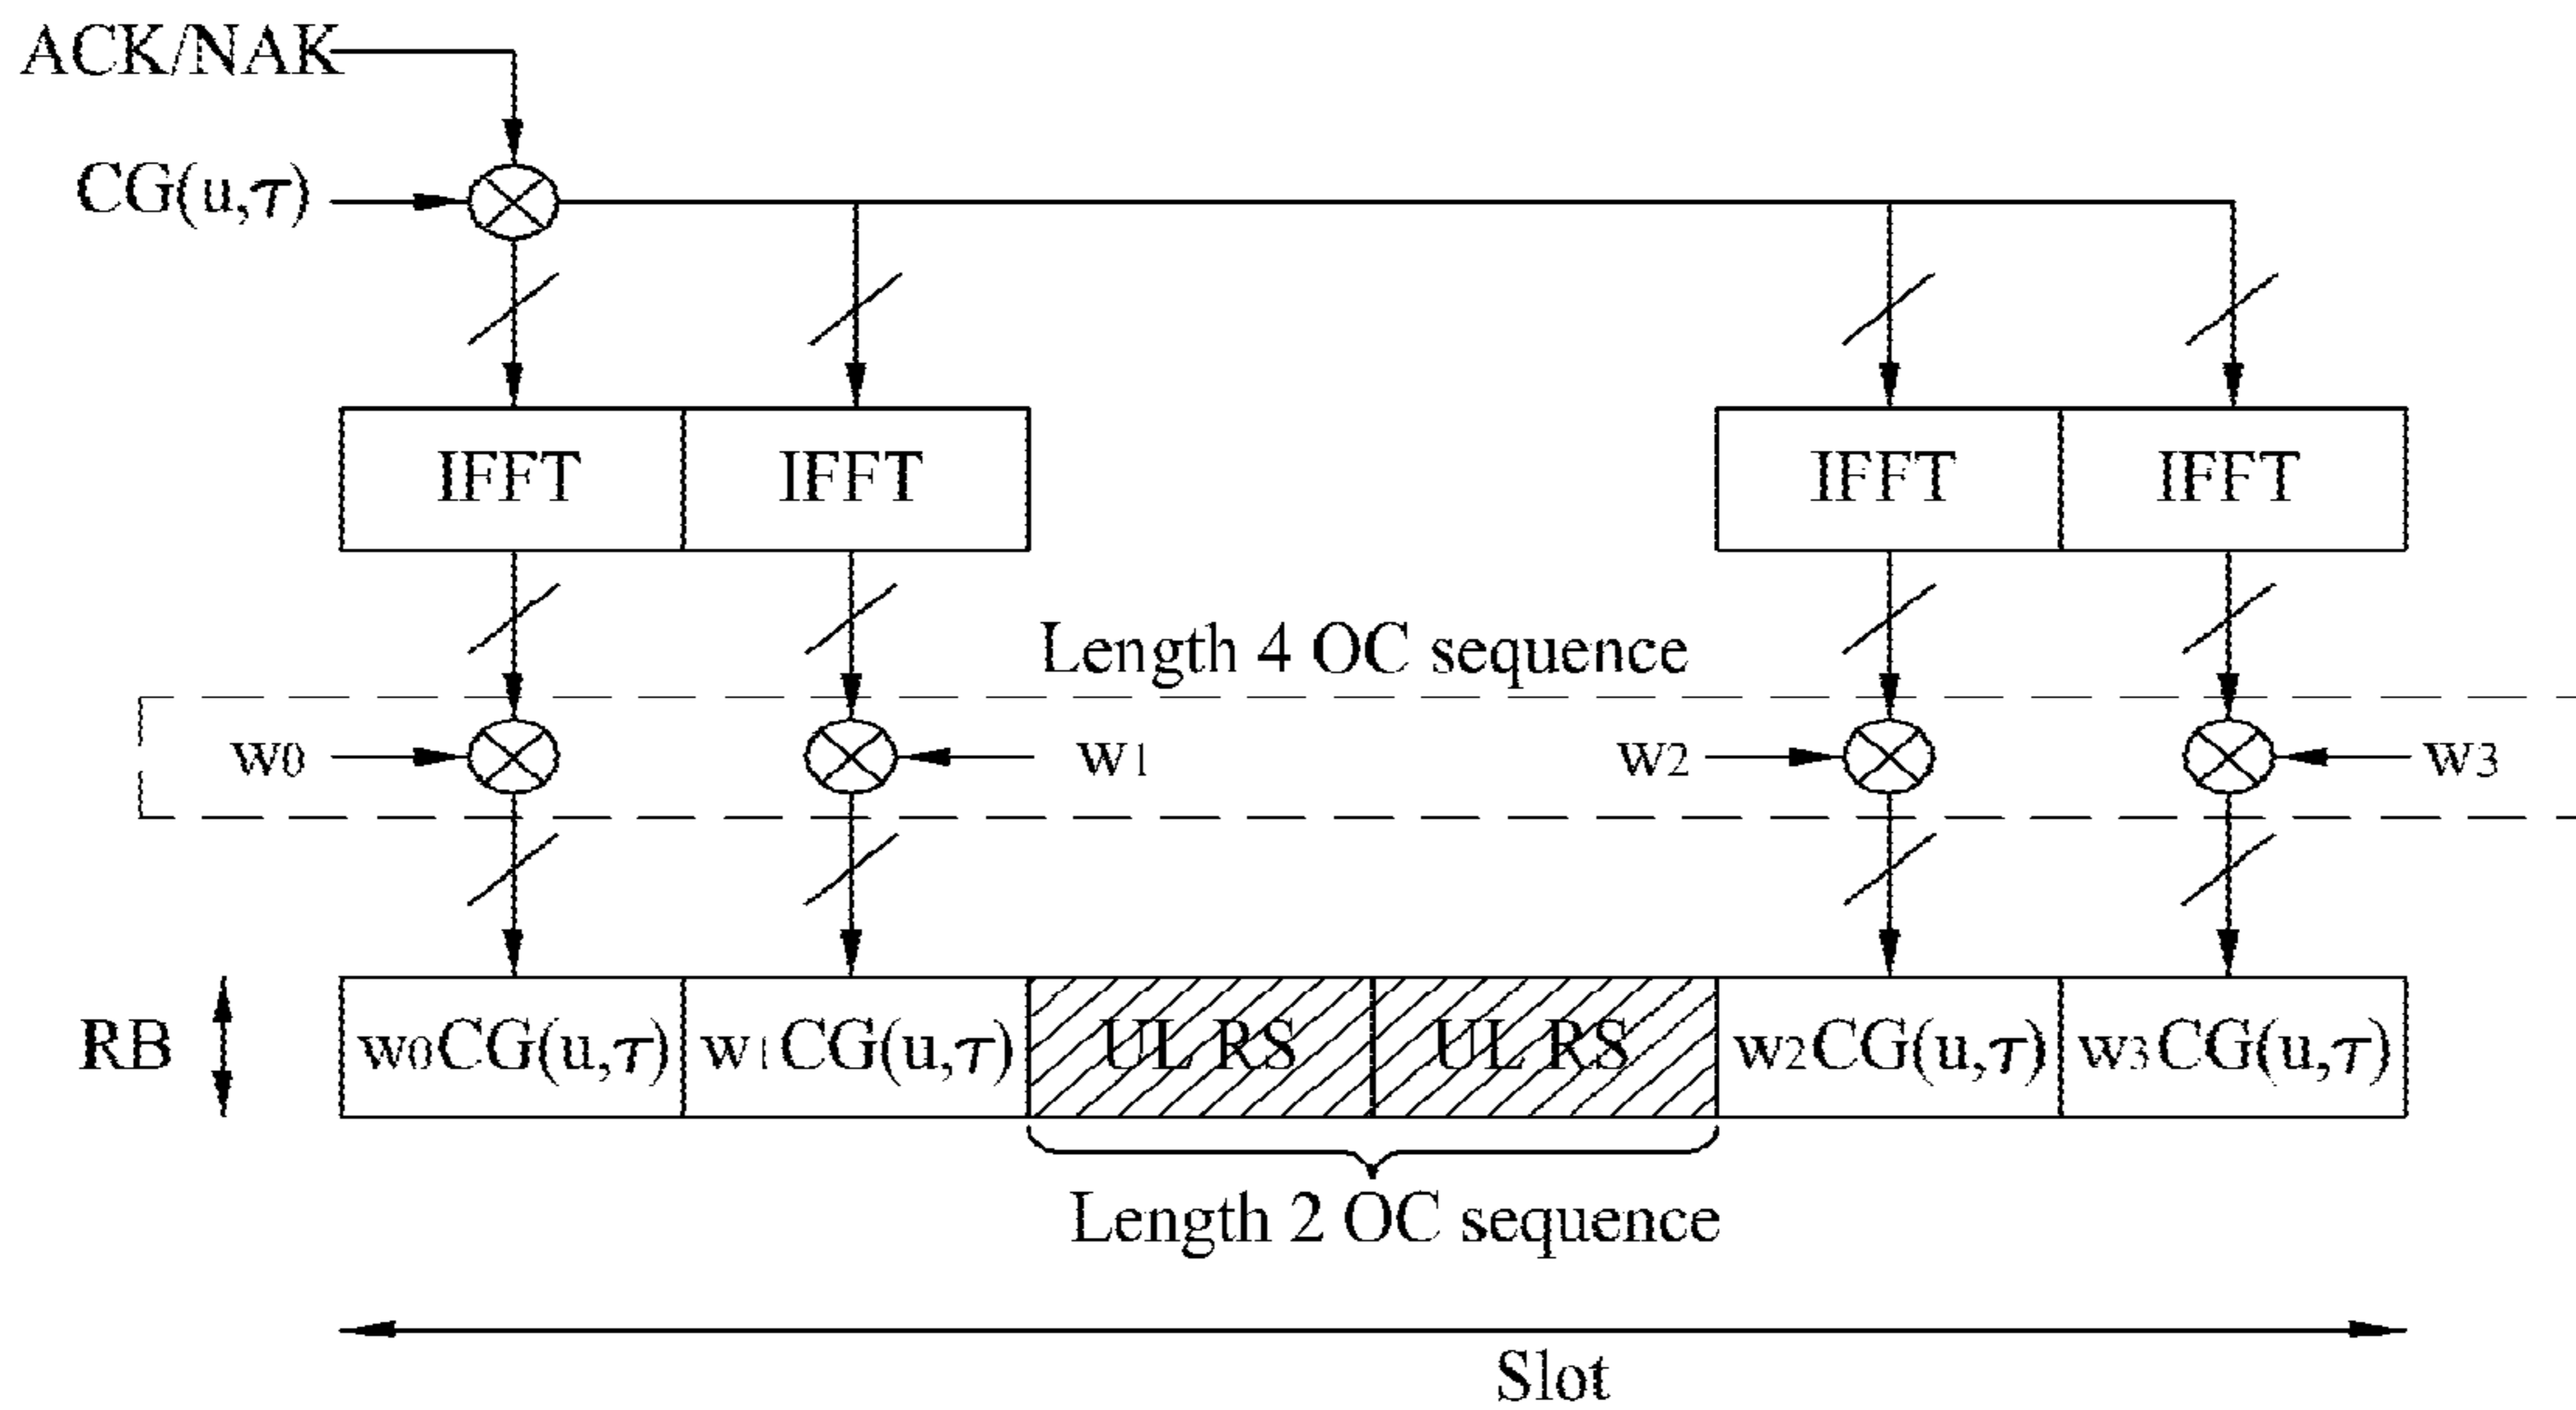 ACK/NAK
CG(u,τ)
IFFT IFFT IFFT IFFT
Length 4 OC sequence
w0 w1 w2 w3
RB w0CG(u,τ) w1CG(u,τ) UL RS UL RS w2CG(u,τ) w3CG(u,τ)
Length 2 OC sequence
Slot